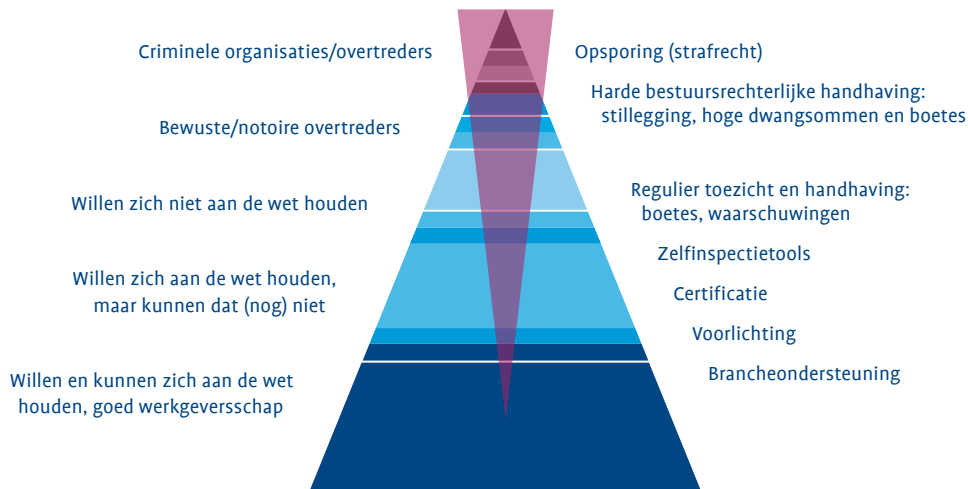 Criminele organisaties/overtreders
Opsporing (strafrecht)
Harde bestuursrechterlijke handhaving:
stillegging, hoge dwangsommen en boetes
Bewuste/notoire overtreders
Willen zich niet aan de wet houden
Regulier toezicht en handhaving:
boetes, waarschuwingen
Zelfinspectietools
Willen zich aan de wet houden,
maar kunnen dat (nog) niet
Certificatie
Voorlichting
Brancheondersteuning
Willen en kunnen zich aan de wet
houden, goed werkgeversschap